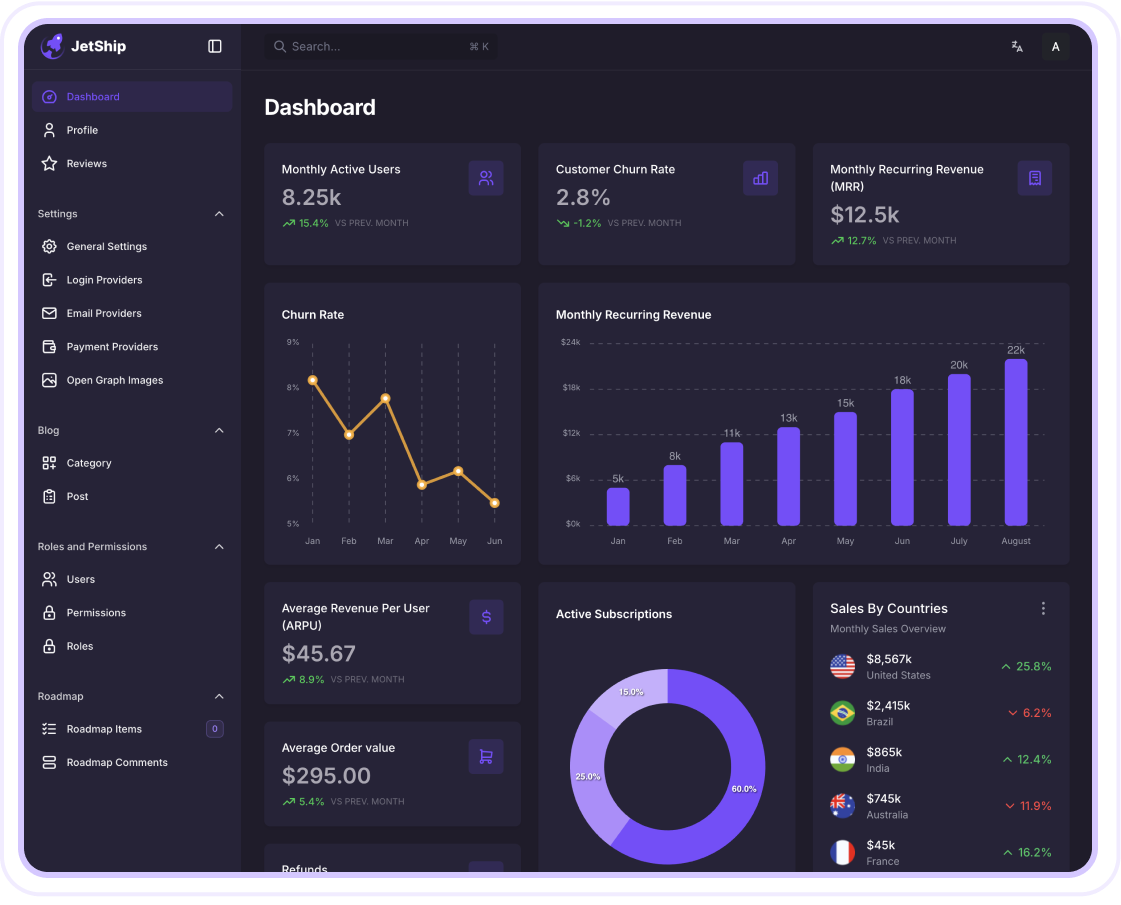 JetShip
Search...
⌘ K
A
Dashboard
Profile
Reviews
Settings
General Settings
Login Providers
Email Providers
Payment Providers
Open Graph Images
Blog
Category
Post
Roles and Permissions
Users
Permissions
Roles
Roadmap
Roadmap Items
0
Roadmap Comments
Dashboard
Monthly Active Users
8.25k
15.4% VS PREV. MONTH
Customer Churn Rate
2.8%
-1.2% VS PREV. MONTH
Monthly Recurring Revenue
(MRR)
$12.5k
12.7% VS PREV. MONTH
Churn Rate
9%
8%
7%
6%
5%
Jan Feb Mar Apr May Jun
Monthly Recurring Revenue
$24k
$18k
$12k
$6k
$0k
5k
8k
11k
13k
15k
18k
20k
22k
Jan Feb Mar Apr May Jun July August
Average Revenue Per User
(ARPU)
$45.67
8.9% VS PREV. MONTH
Average Order value
$295.00
5.4% VS PREV. MONTH
Refunds
Active Subscriptions
15.0%
25.0%
60.0%
Sales By Countries
Monthly Sales Overview
$8,567k
United States
25.8%
$2,415k
Brazil
6.2%
$865k
India
12.4%
$745k
Australia
11.9%
$45k
France
16.2%